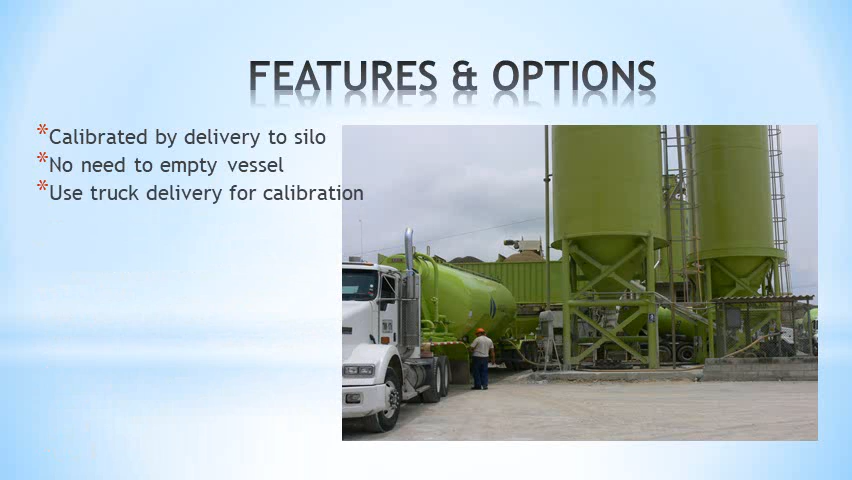 FEATURES & OPTIONS
*Calibrated by delivery to silo
*No need to empty vessel
*Use truck delivery for calibration